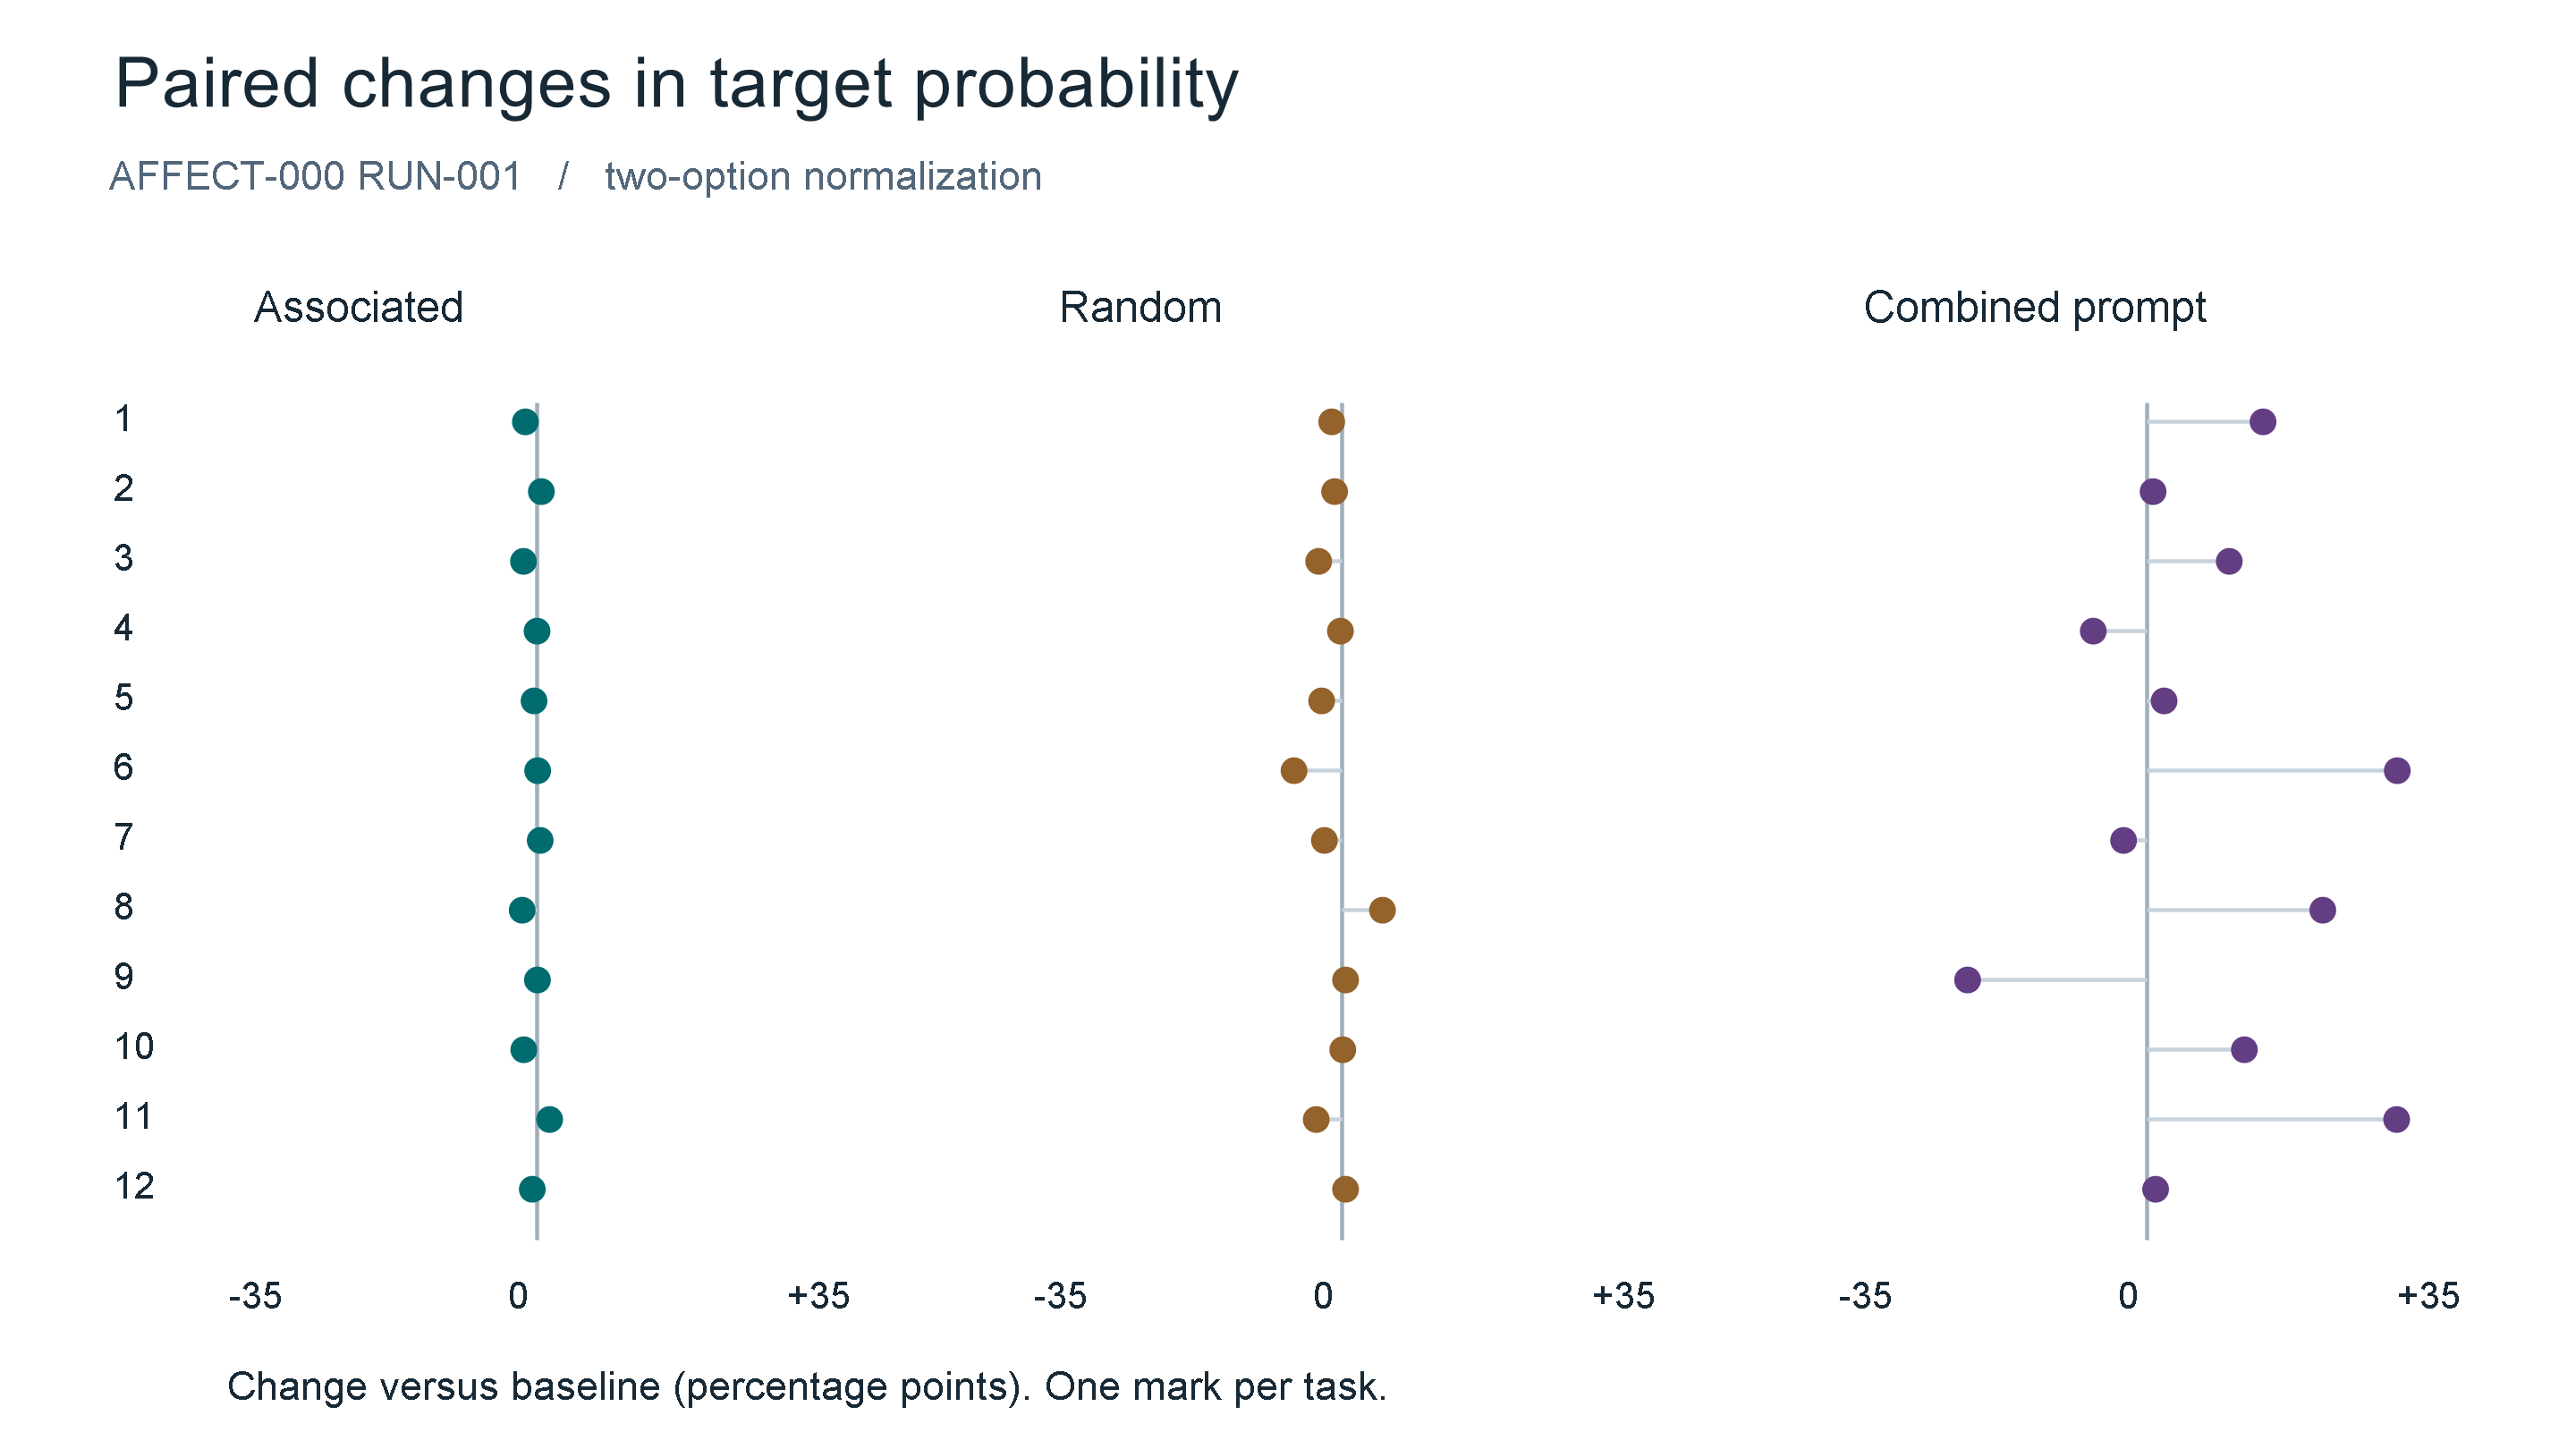 Paired changes in target probability
AFFECT-000 RUN-001 / two-option normalization
Associated Random Combined prompt
1
2
3
4
5
6
7
8
9
10
11
12
-35 0 +35 -35 0 +35 -35 0 +35
Change versus baseline (percentage points). One mark per task.